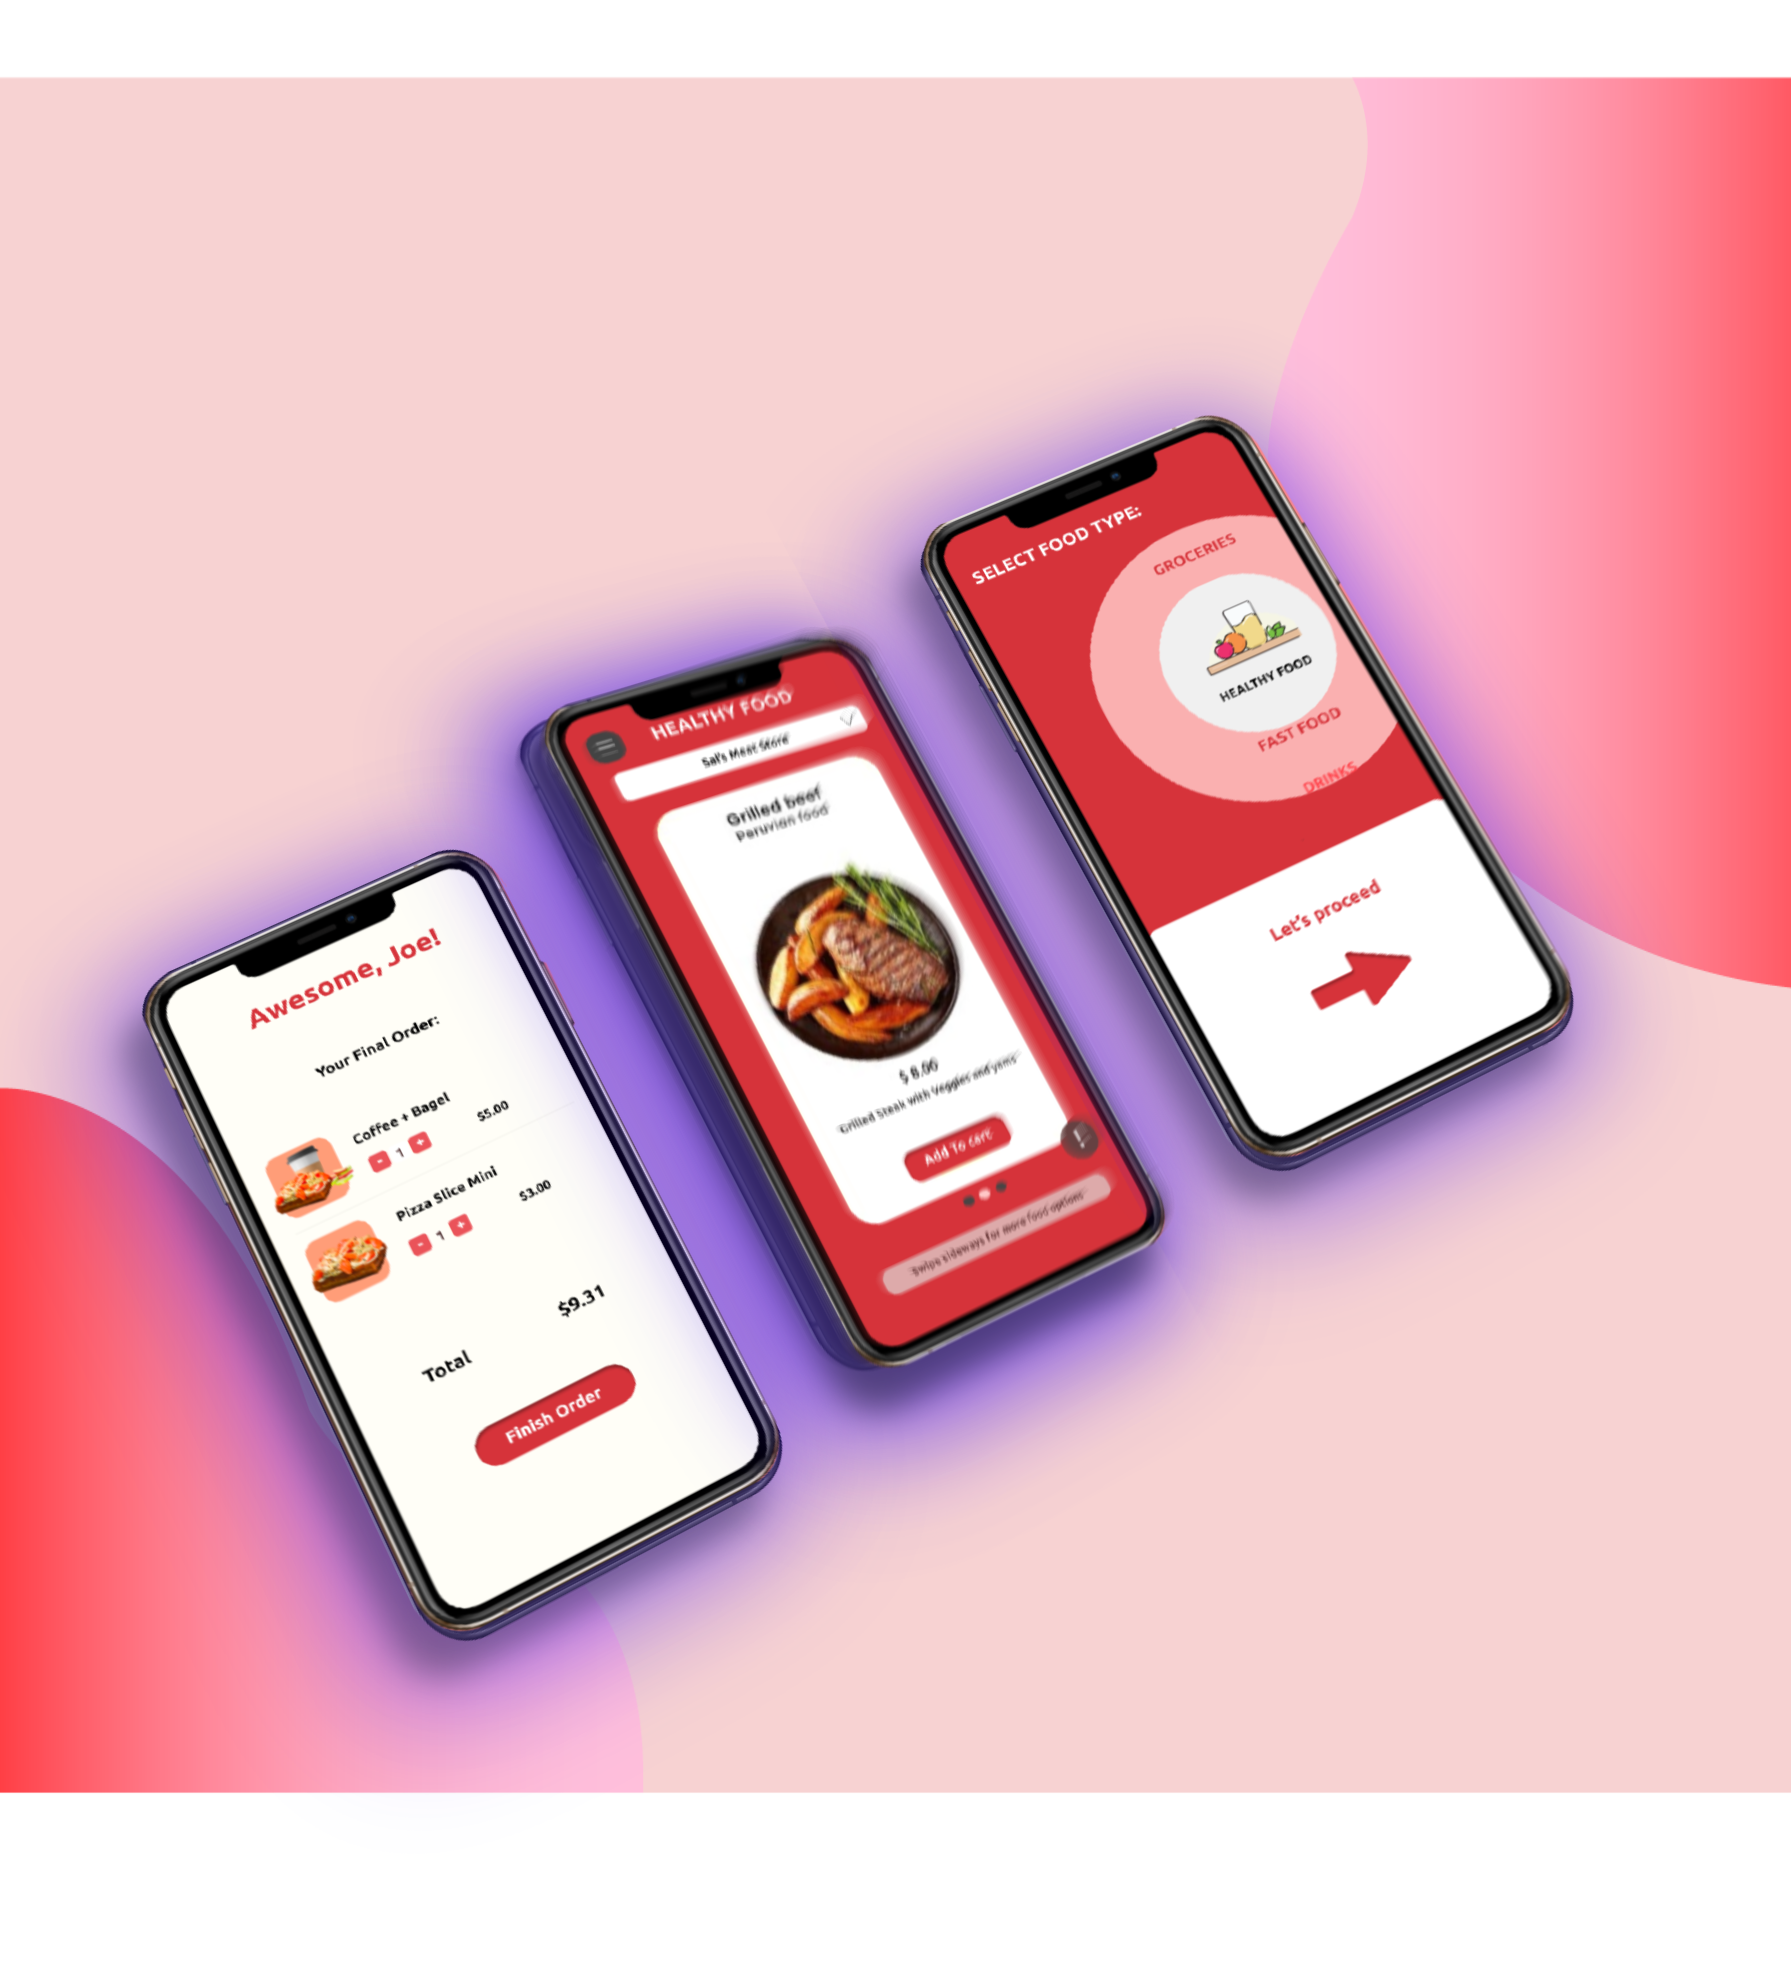 Awesome, Joe!
Your Final Order:
Coffee + Bagel
$5.00
- 1 +
Pizza Slice Mini
$3.00
- 1 +
$9.31
Total
Finish Order
HEALTHY FOOD
Sal's Meat Store
Grilled beef
Peruvian food
$ 8.00
Grilled Steak with Veggies and yams
Add To cart
!
Swipe sideways for more food options
SELECT FOOD TYPE:
GROCERIES
HEALTHY FOOD
FAST FOOD
DRINKS
Let's proceed